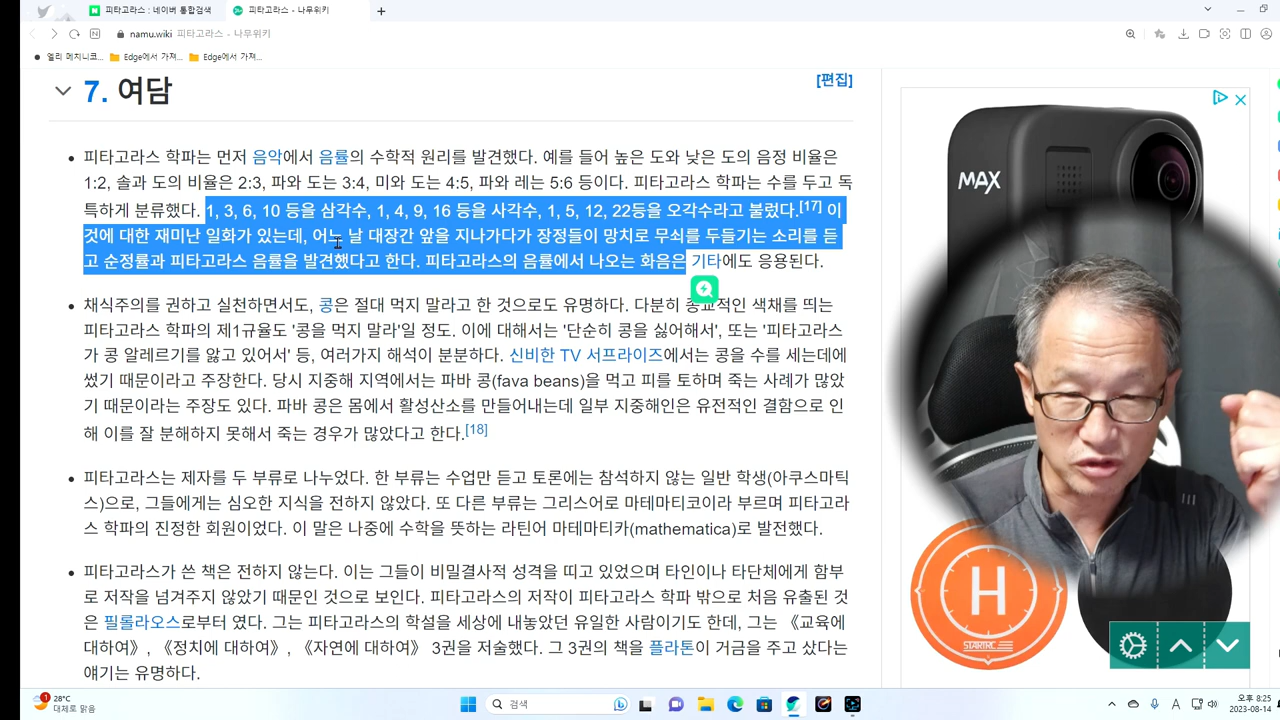 피타고라스 : 네이버 통합검색
피타고라스 - 나무위키
namu.wiki 피타고라스 - 나무위키
엘리 메치니코...
Edge에서 가져...
Edge에서 가져...
7. 여담
[편집]
피타고라스 학파는 먼저 음악에서 음률의 수학적 원리를 발견했다. 예를 들어 높은 도와 낮은 도의 음정 비율은
1:2, 솔과 도의 비율은 2:3, 파와 도는 3:4, 미와 도는 4:5, 파와 레는 5:6 등이다. 피타고라스 학파는 수를 두고 독
특하게 분류했다. 1, 3, 6, 10 등을 삼각수, 1, 4, 9, 16 등을 사각수, 1, 5, 12, 22등을 오각수라고 불렀다.[17] 이
것에 대한 재미난 일화가 있는데, 어느 날 대장간 앞을 지나가다가 장정들이 망치로 무쇠를 두들기는 소리를 듣
고 순정률과 피타고라스 음률을 발견했다고 한다. 피타고라스의 음률에서 나오는 화음은 기타에도 응용된다.
채식주의를 권하고 실천하면서도, 콩은 절대 먹지 말라고 한 것으로도 유명하다. 다분히 종교적인 색채를 띄는
피타고라스 학파의 제1규율도 '콩을 먹지 말라'일 정도. 이에 대해서는 '단순히 콩을 싫어해서', 또는 '피타고라스
가 콩 알레르기를 앓고 있어서' 등, 여러가지 해석이 분분하다. 신비한 TV 서프라이즈에서는 콩을 수를 세는데에
썼기 때문이라고 주장한다. 당시 지중해 지역에서는 파바 콩(fava beans)을 먹고 피를 토하며 죽는 사례가 많았
기 때문이라는 주장도 있다. 파바 콩은 몸에서 활성산소를 만들어내는데 일부 지중해인은 유전적인 결함으로 인
해 이를 잘 분해하지 못해서 죽는 경우가 많았다고 한다.[18]
피타고라스는 제자를 두 부류로 나누었다. 한 부류는 수업만 듣고 토론에는 참석하지 않는 일반 학생(아쿠스마틱
스)으로, 그들에게는 심오한 지식을 전하지 않았다. 또 다른 부류는 그리스어로 마테마티코이라 부르며 피타고라
스 학파의 진정한 회원이었다. 이 말은 나중에 수학을 뜻하는 라틴어 마테마티카(mathematica)로 발전했다.
피타고라스가 쓴 책은 전하지 않는다. 이는 그들이 비밀결사적 성격을 띠고 있었으며 타인이나 타단체에게 함부
로 저작을 넘겨주지 않았기 때문인 것으로 보인다. 피타고라스의 저작이 피타고라스 학파 밖으로 처음 유출된 것
은 필롤라오스로부터 였다. 그는 피타고라스의 학설을 세상에 내놓았던 유일한 사람이기도 한데, 그는 《교육에
대하여》, 《정치에 대하여》, 《자연에 대하여》 3권을 저술했다. 그 3권의 책을 플라톤이 거금을 주고 샀다는
얘기는 유명하다.
MAX
H
STARTRC
1
28°C
대체로 맑음
검색
A
오후 8:25
2023-08-14